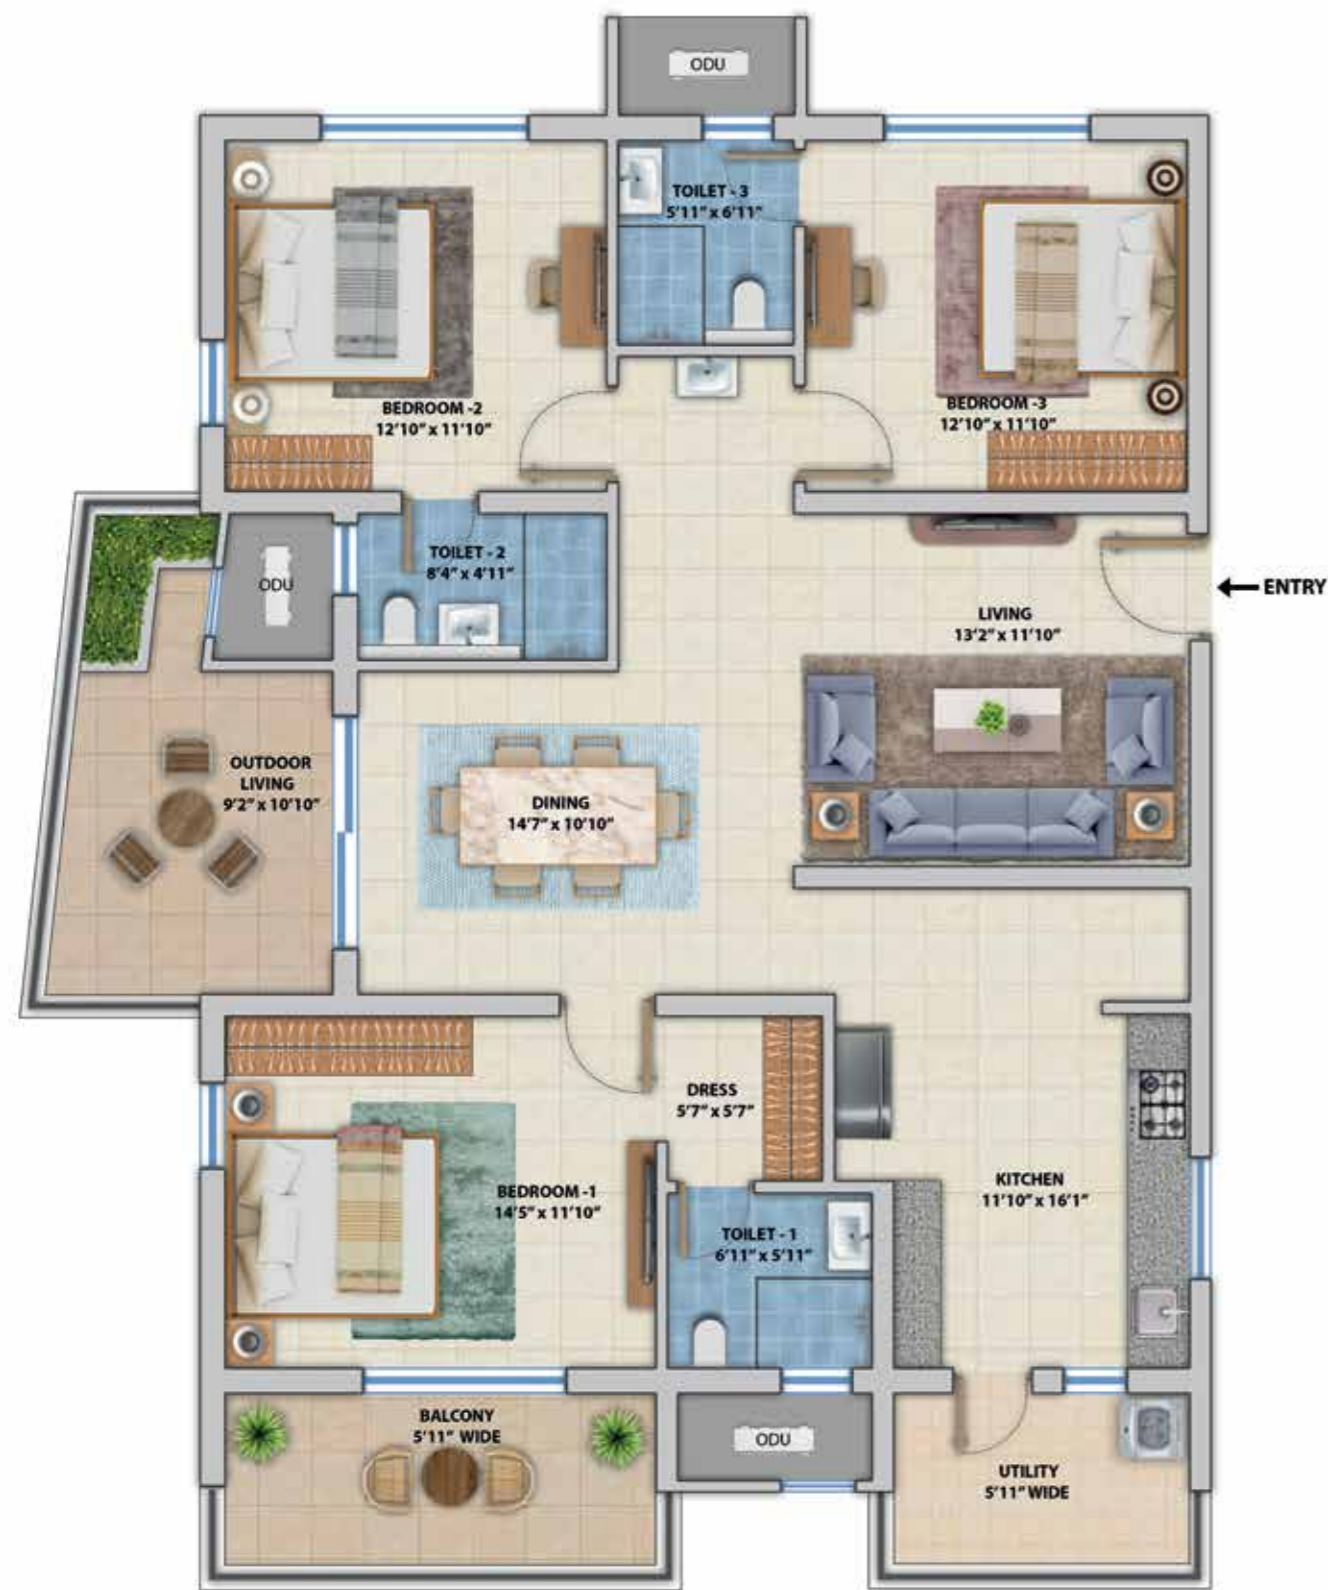 ODU
TOILET - 3
5'11" x 6'11"
BEDROOM -2
12'10" x 11'10"
BEDROOM -3
12'10" x 11'10"
TOILET - 2
8'4" x 4'11"
ODU
ENTRY
LIVING
13'2" x 11'10"
OUTDOOR
LIVING
9'2" x 10'10"
DINING
14'7" x 10'10"
DRESS
5'7" x 5'7"
BEDROOM -1
14'5" x 11'10"
KITCHEN
11'10" x 16'1"
TOILET - 1
6'11" x 5'11"
BALCONY
5'11" WIDE
ODU
UTILITY
5'11" WIDE